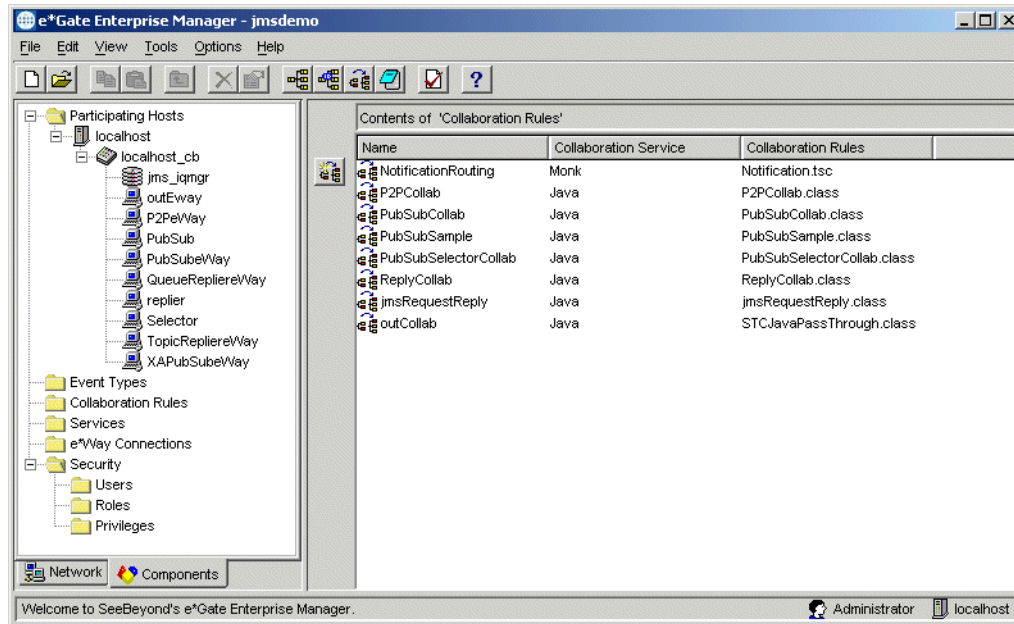 e*Gate Enterprise Manager - jmsdemo
File Edit View Tools Options Help
Participating Hosts
localhost
localhost_cb
jms_iqmgr
outEway
P2PeWay
PubSub
PubSubeWay
QueueRepliereWay
replier
Selector
TopicRepliereWay
XAPubSubeWay
Event Types
Collaboration Rules
Services
e*Way Connections
Security
Users
Roles
Privileges
Network Components
Contents of 'Collaboration Rules'
Name Collaboration Service Collaboration Rules
NotificationRouting Monk Notification.tsc
P2PCollab Java P2PCollab.class
PubSubCollab Java PubSubCollab.class
PubSubSample Java PubSubSample.class
PubSubSelectorCollab Java PubSubSelectorCollab.class
ReplyCollab Java ReplyCollab.class
jmsRequestReply Java jmsRequestReply.class
outCollab Java STCJavaPassThrough.class
Welcome to SeeBeyond's e*Gate Enterprise Manager. Administrator localhost